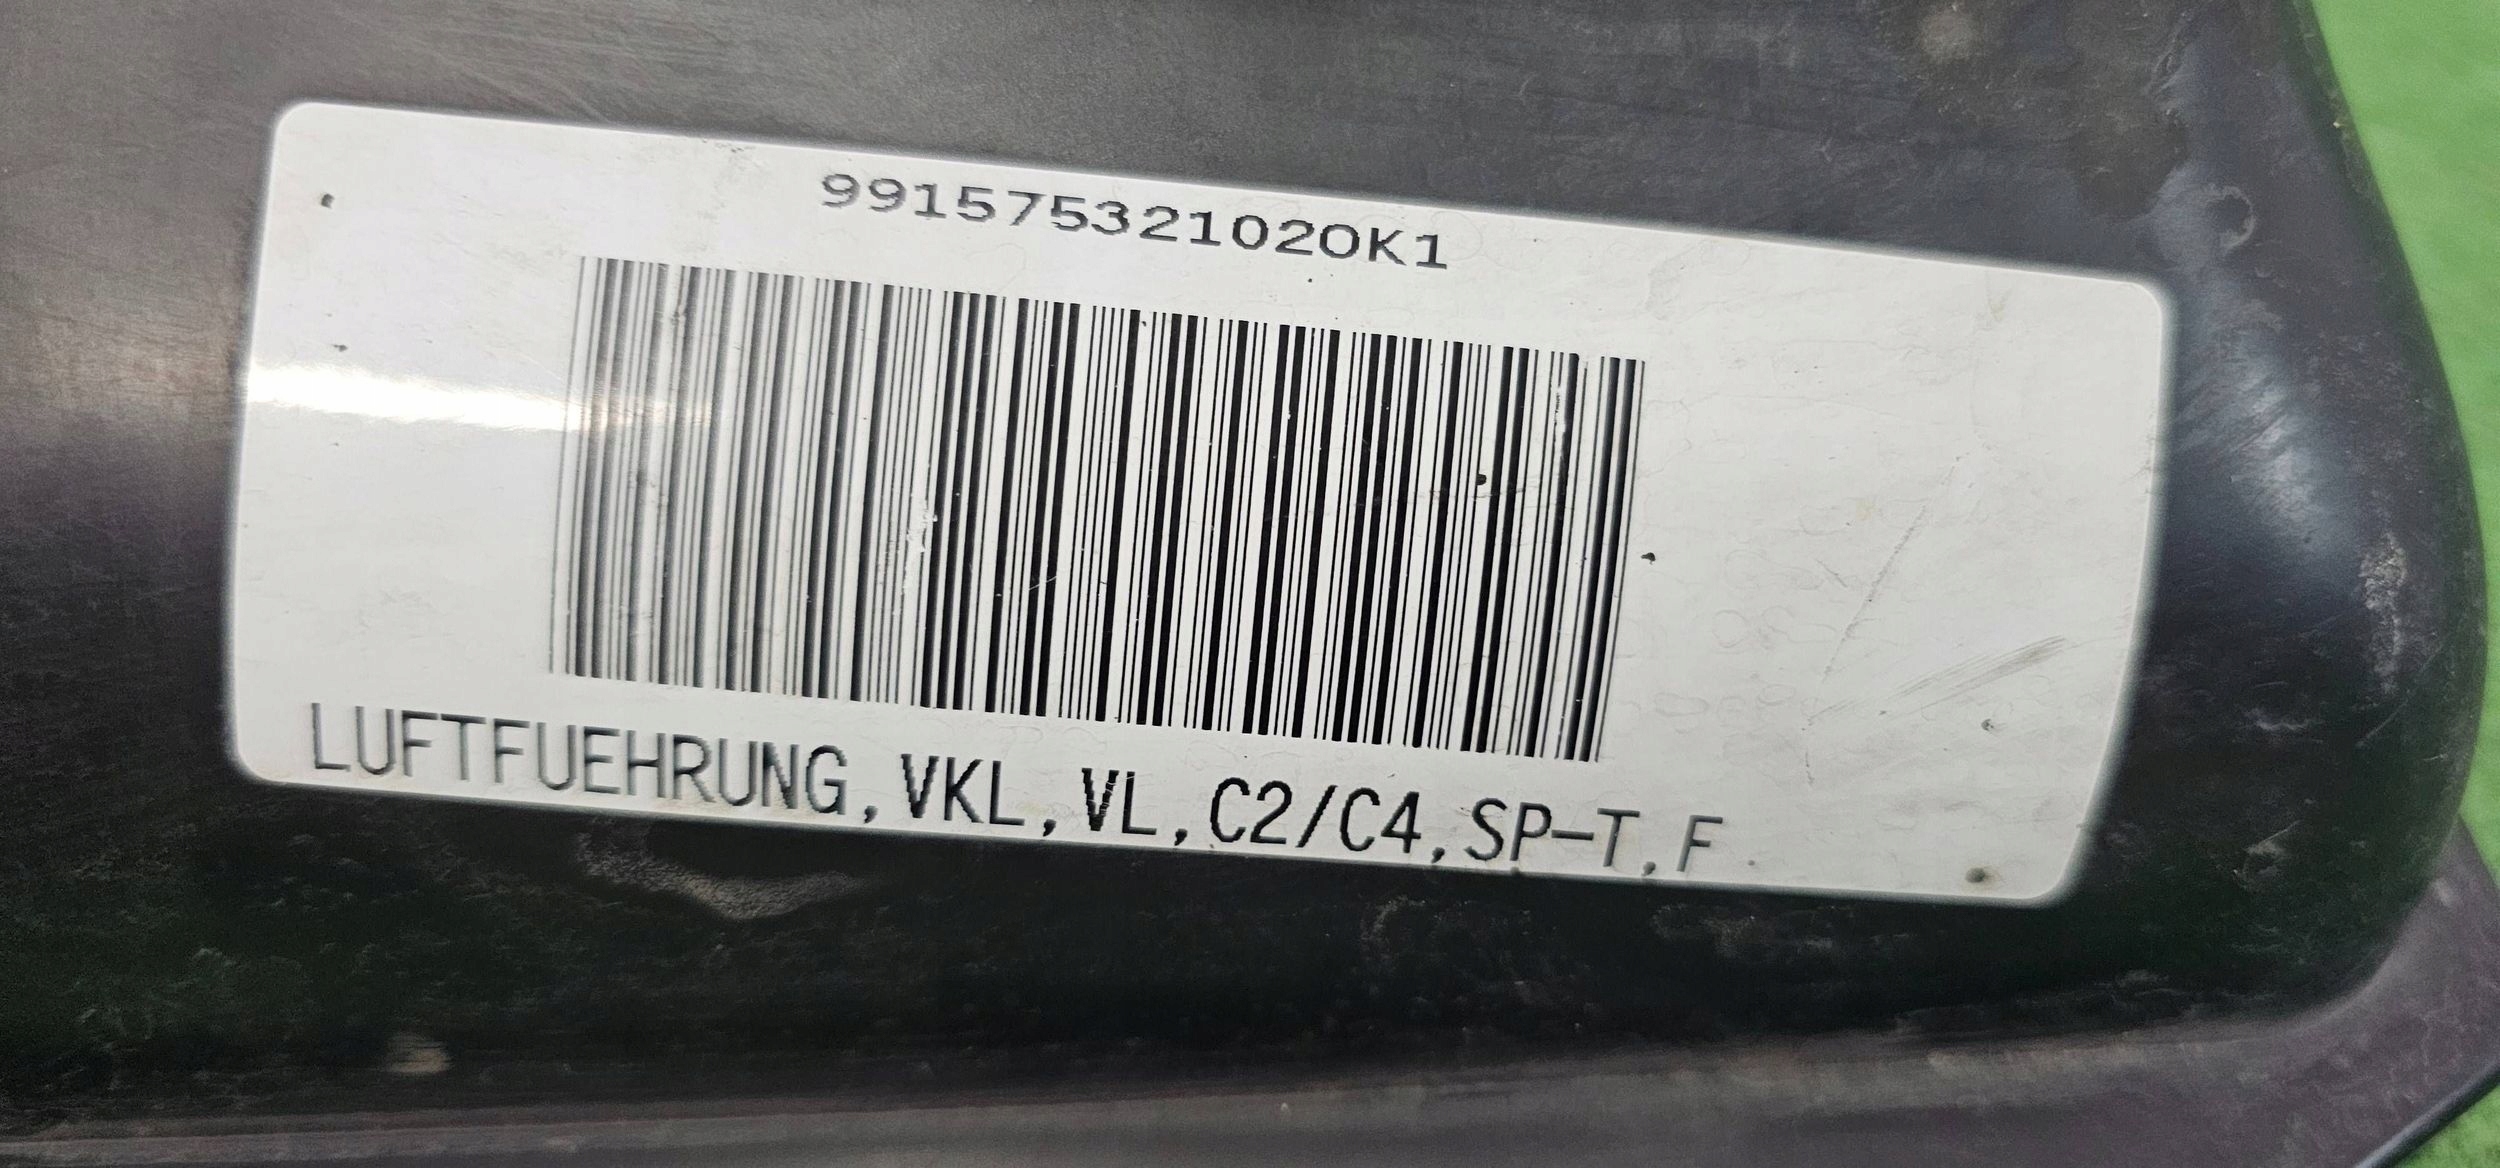 99157532102OK1
LUFTFUEHRUNG,VKL,VL,C2/C4,SP-T,F